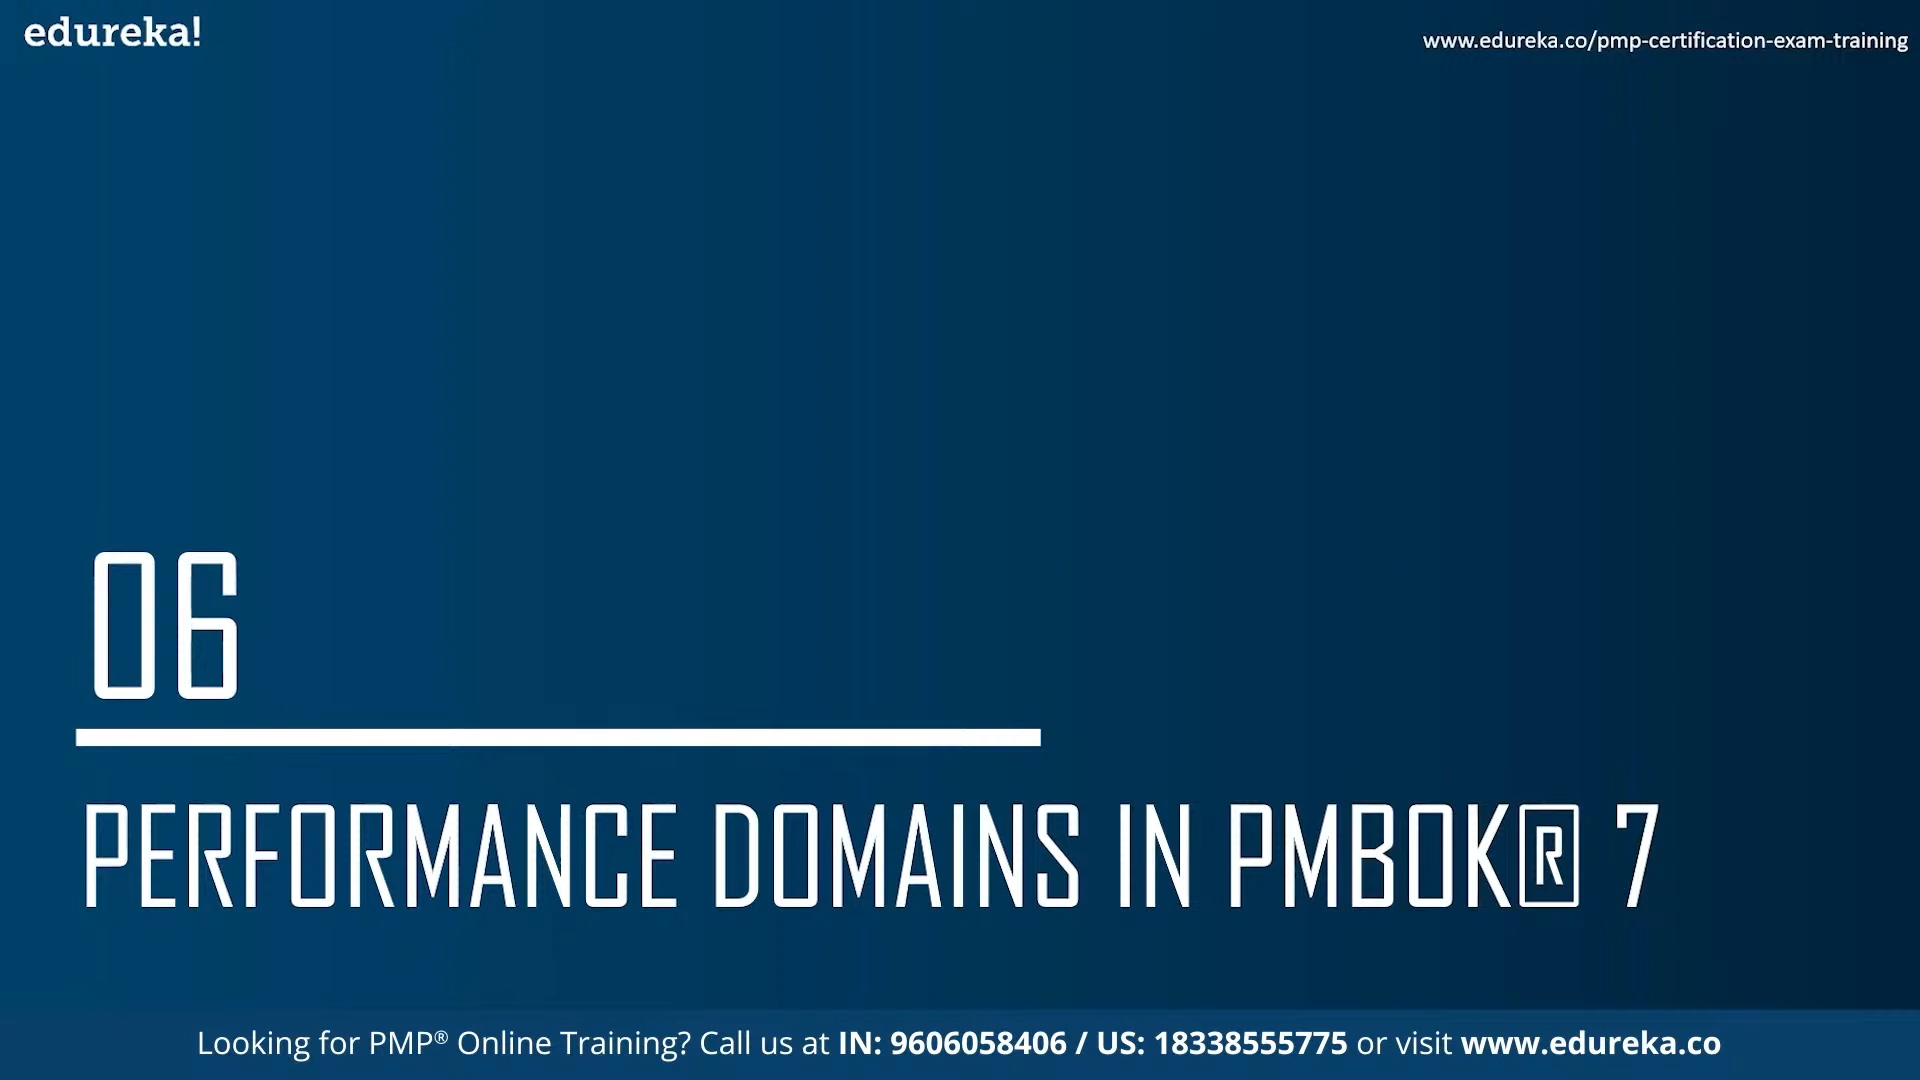 edureka!
www.edureka.co/pmp-certification-exam-training
06
PERFORMANCE DOMAINS IN PMBOK® 7
Looking for PMP® Online Training? Call us at IN: 9606058406 / US: 18338555775 or visit www.edureka.co